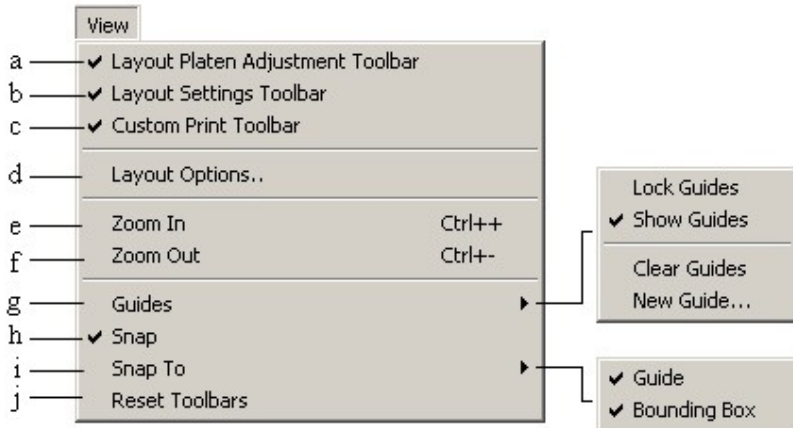 View
a Layout Platen Adjustment Toolbar
b Layout Settings Toolbar
c Custom Print Toolbar
d Layout Options..
e Zoom In Ctrl++
f Zoom Out Ctrl+-
g Guides
h Snap
i Snap To
j Reset Toolbars
Lock Guides
Show Guides
Clear Guides
New Guide...
Guide
Bounding Box